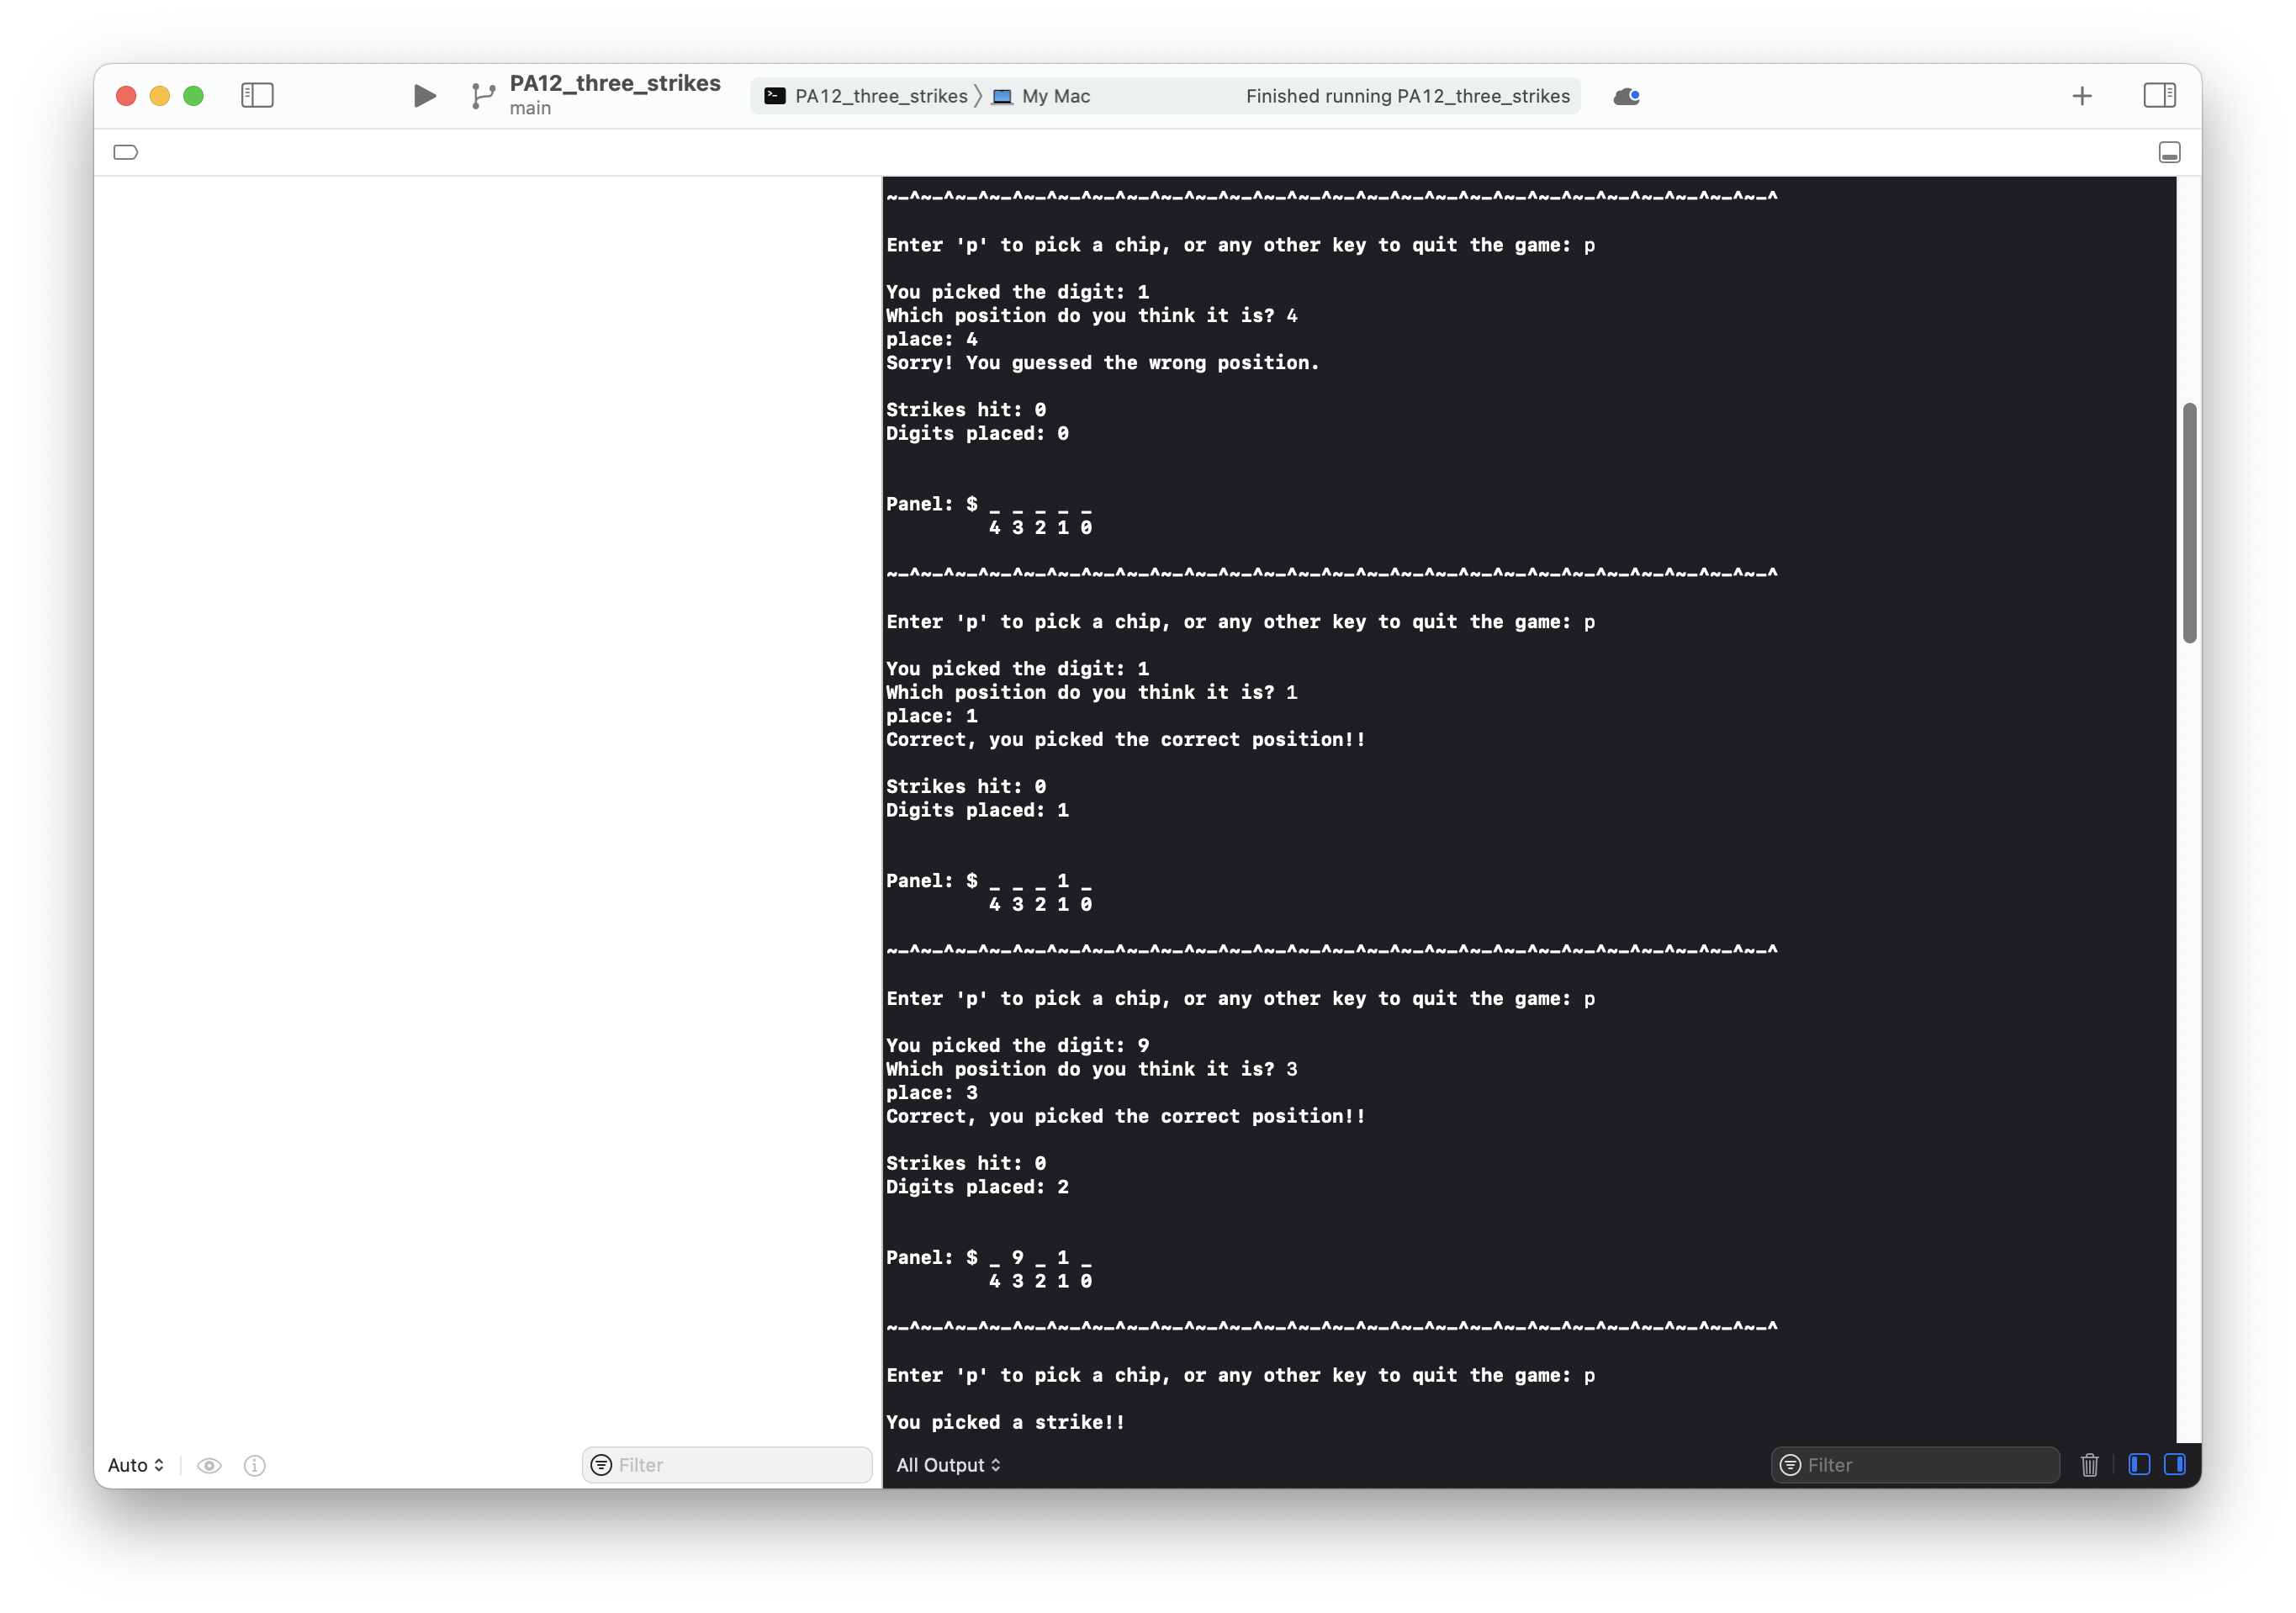 PA12_three_strikes
main
PA12_three_strikes My Mac Finished running PA12_three_strikes
~-^~-^~-^~-^~-^~-^~-^~-^~-^~-^~-^~-^~-^~-^~-^~-^~-^~-^~-^~-^~-^~-^~-^~-^~-^~-^
Enter 'p' to pick a chip, or any other key to quit the game: p
You picked the digit: 1
Which position do you think it is? 4
place: 4
Sorry! You guessed the wrong position.
Strikes hit: 0
Digits placed: 0
Panel: $ _ _ _ _ _
4 3 2 1 0
~-^~-^~-^~-^~-^~-^~-^~-^~-^~-^~-^~-^~-^~-^~-^~-^~-^~-^~-^~-^~-^~-^~-^~-^~-^~-^
Enter 'p' to pick a chip, or any other key to quit the game: p
You picked the digit: 1
Which position do you think it is? 1
place: 1
Correct, you picked the correct position!!
Strikes hit: 0
Digits placed: 1
Panel: $ _ _ _ 1 _
4 3 2 1 0
~-^~-^~-^~-^~-^~-^~-^~-^~-^~-^~-^~-^~-^~-^~-^~-^~-^~-^~-^~-^~-^~-^~-^~-^~-^~-^
Enter 'p' to pick a chip, or any other key to quit the game: p
You picked the digit: 9
Which position do you think it is? 3
place: 3
Correct, you picked the correct position!!
Strikes hit: 0
Digits placed: 2
Panel: $ _ 9 _ 1 _
4 3 2 1 0
~-^~-^~-^~-^~-^~-^~-^~-^~-^~-^~-^~-^~-^~-^~-^~-^~-^~-^~-^~-^~-^~-^~-^~-^~-^~-^
Enter 'p' to pick a chip, or any other key to quit the game: p
You picked a strike!!
Auto Filter All Output Filter